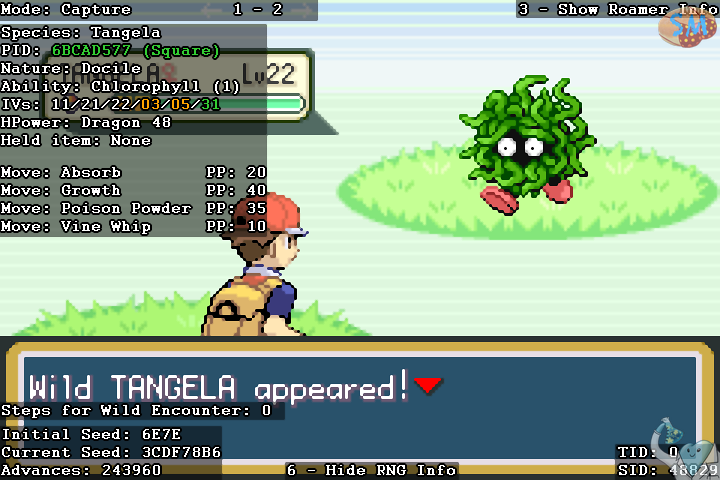 Mode: Capture
1 - 2
3 - Show Roamer Info
SM
Species: Tangela
PID: 6BCAD577 (Square)
Nature: Docile
TANGELA♀ Lv22
Ability: Chlorophyll (1)
IVs: 11/21/22/03/05/31
HPower: Dragon 48
Held item: None
Move: Absorb PP: 20
Move: Growth PP: 40
Move: Poison Powder PP: 35
Move: Vine Whip PP: 10
Wild TANGELA appeared!
Steps for Wild Encounter: 0
Initial Seed: 6E7E
Current Seed: 3CDF78B6
TID: 0
Advances: 243960
6 - Hide RNG Info
SID: 48829